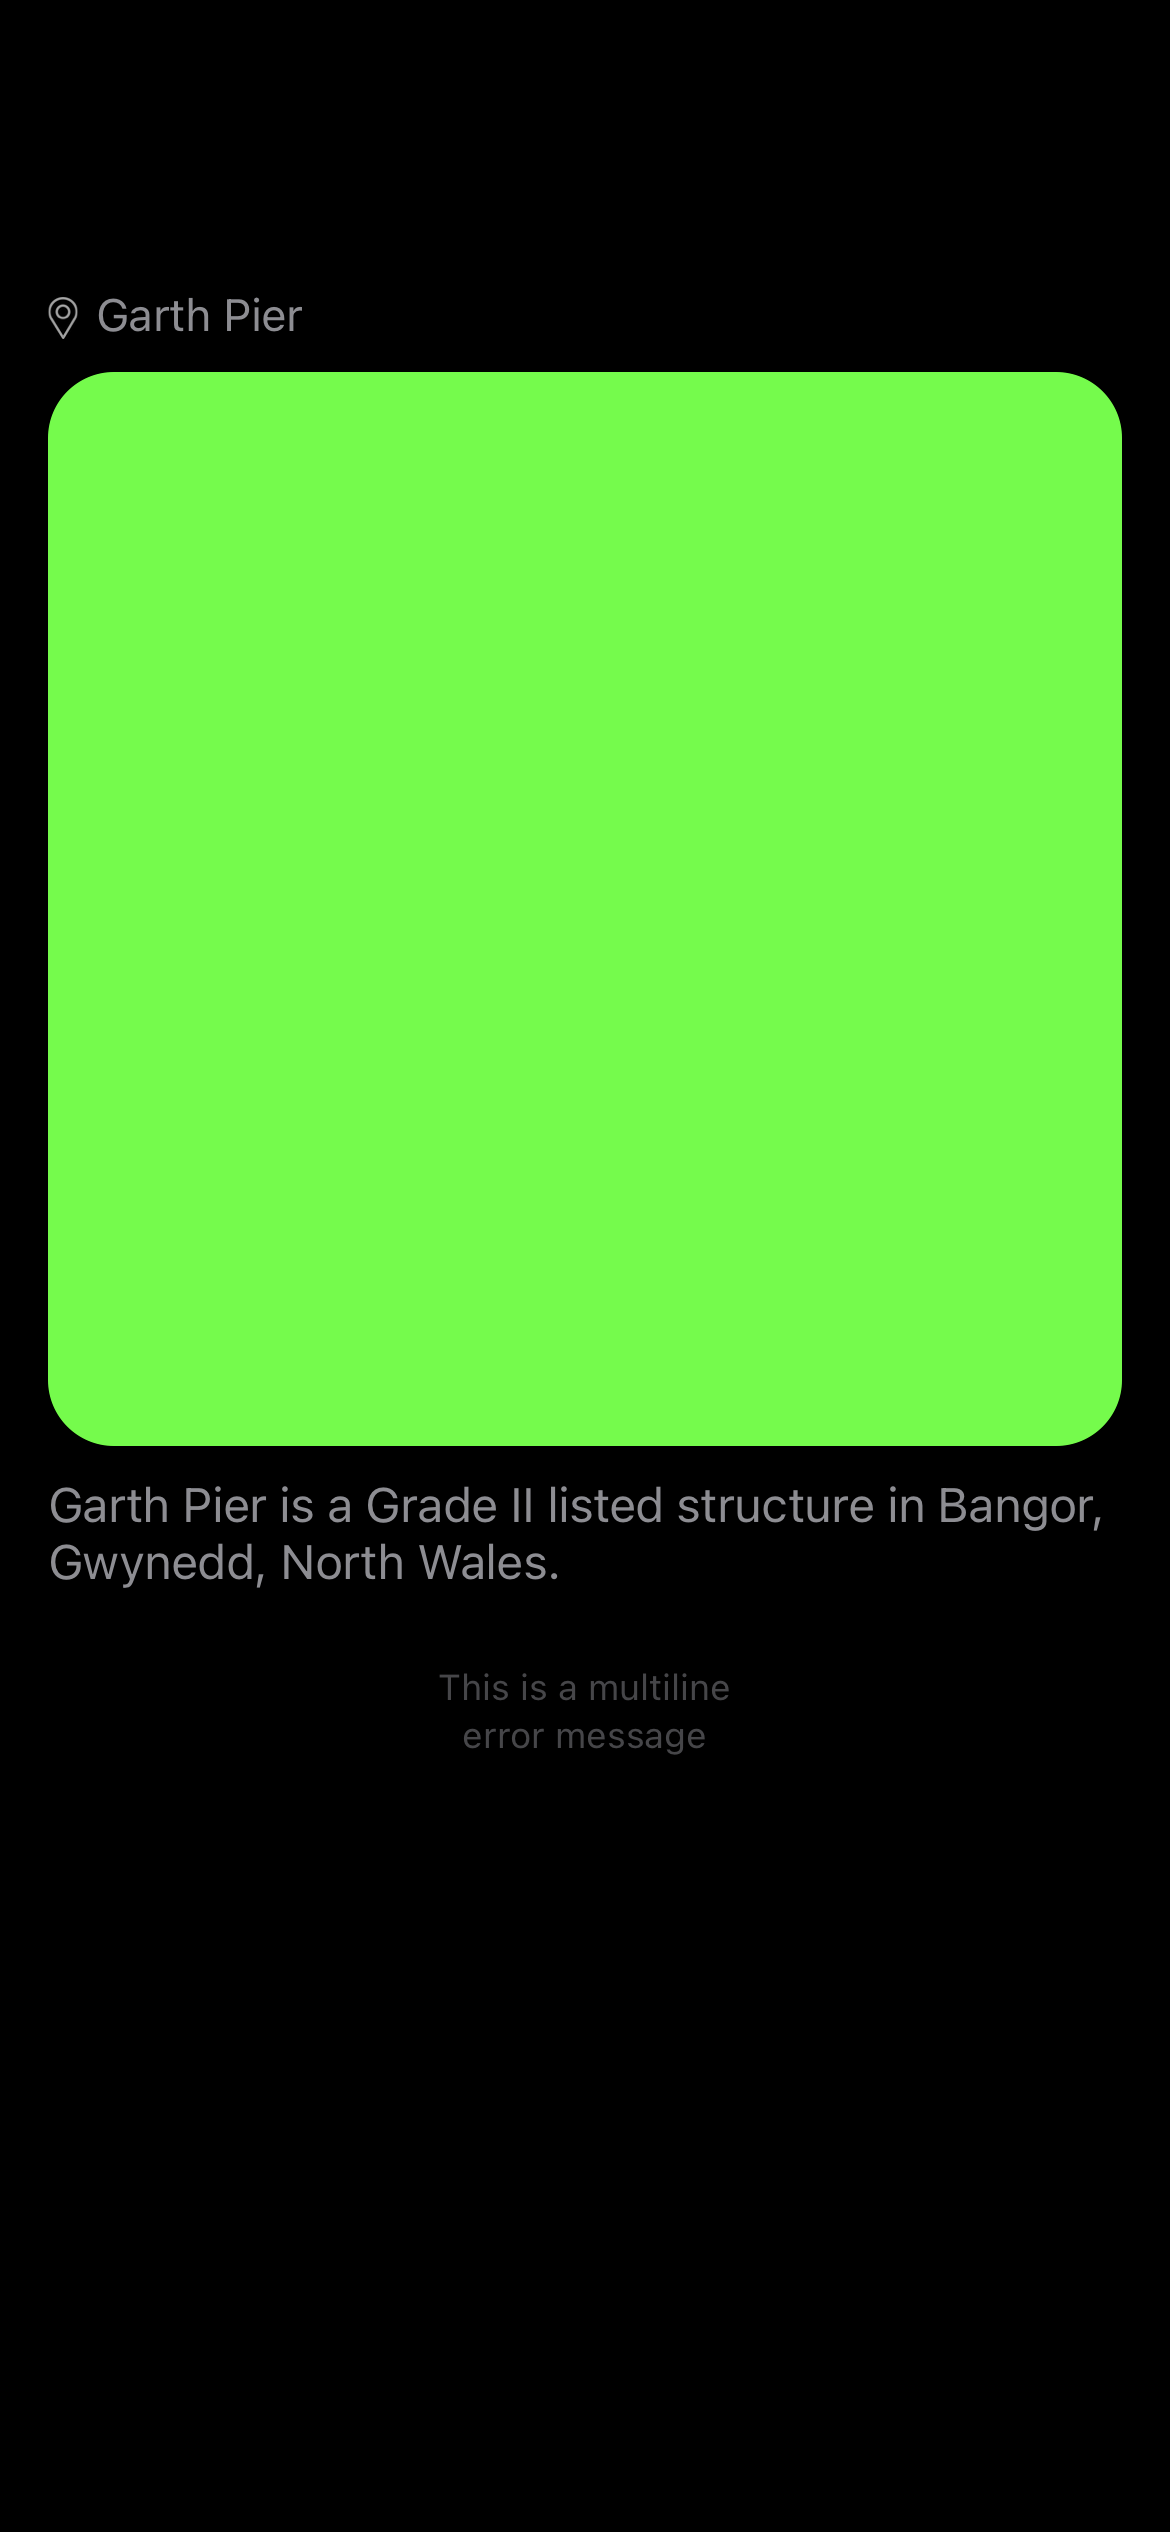 Garth Pier
Garth Pier is a Grade II listed structure in Bangor,
Gwynedd, North Wales.
This is a multiline
error message